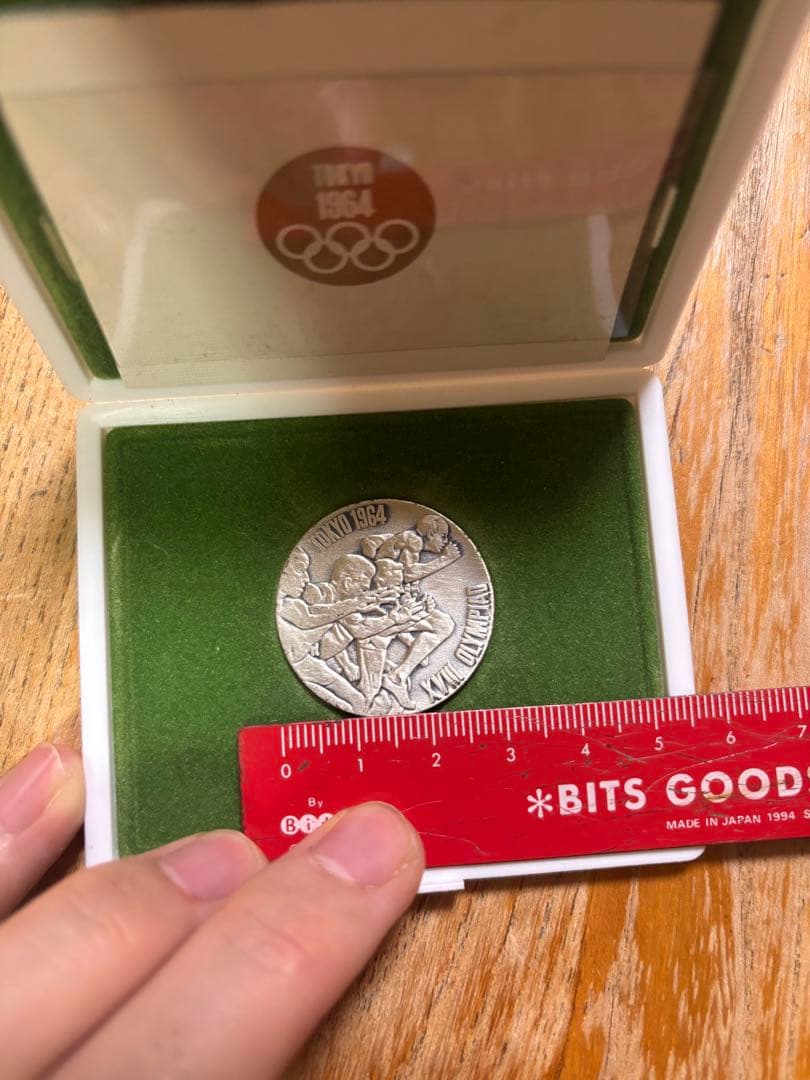 TOKYO
1964
TOKYO 1964
XVIII OLYMPIAD
0 1 2 3 4 5 6 7
By
*BITS GOODS
MADE IN JAPAN 1994 S